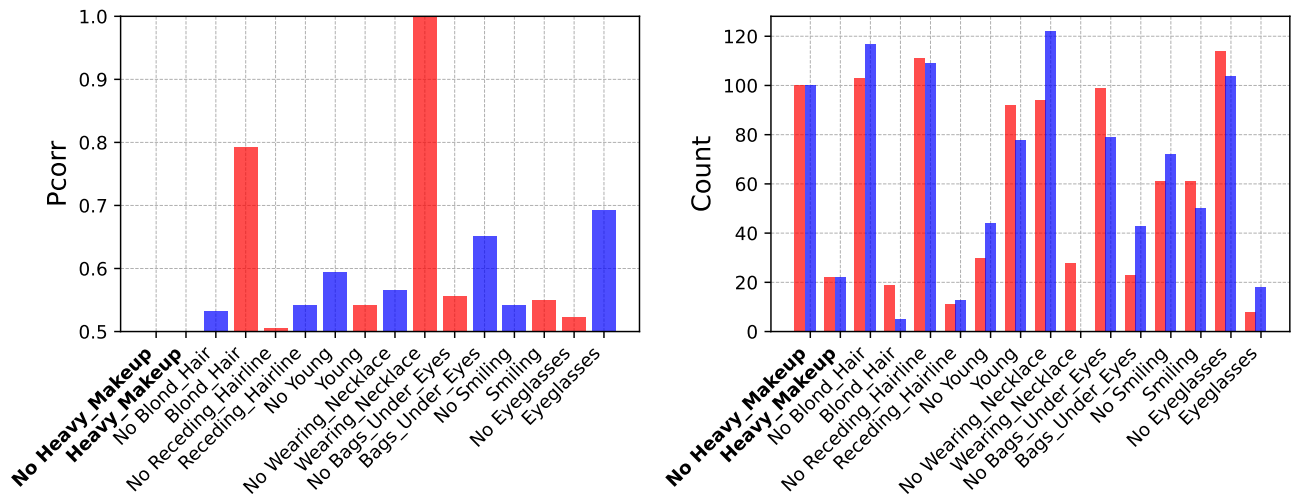 1.0
0.9
0.8
0.7
0.6
0.5
Pcorr
No Heavy_Makeup
Heavy_Makeup
No Blond_Hair
Blond_Hair
No Receding_Hairline
Receding_Hairline
No Young
Young
No Wearing_Necklace
Wearing_Necklace
No Bags_Under_Eyes
Bags_Under_Eyes
No Smiling
Smiling
No Eyeglasses
Eyeglasses
120
100
80
60
40
20
0
Count
No Heavy_Makeup
Heavy_Makeup
No Blond_Hair
Blond_Hair
No Receding_Hairline
Receding_Hairline
No Young
Young
No Wearing_Necklace
Wearing_Necklace
No Bags_Under_Eyes
Bags_Under_Eyes
No Smiling
Smiling
No Eyeglasses
Eyeglasses